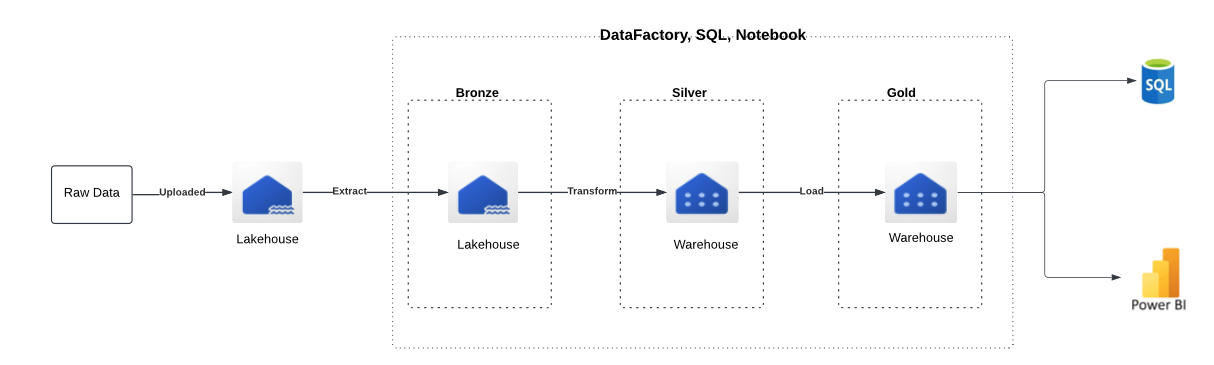 DataFactory, SQL, Notebook
Bronze
Silver
Gold
SQL
Raw Data
Uploaded
Extract
Transform
Load
Lakehouse
Lakehouse
Warehouse
Warehouse
Power BI